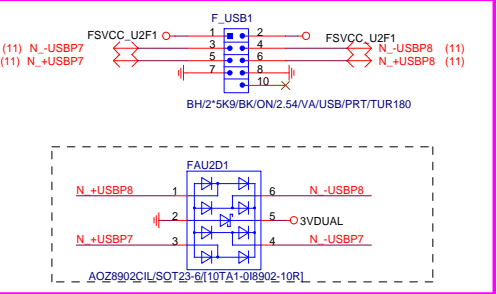 F_USB1
FSVCC_U2F1 1 2 FSVCC_U2F1
(11) N_-USBP7 3 4 N_-USBP8 (11)
(11) N_+USBP7 5 6 N_+USBP8 (11)
7 8
10
BH/2*5K9/BK/ON/2.54/VA/USB/PRT/TUR180
FAU2D1
N_+USBP8 1 6 N_-USBP8
2 5 3VDUAL
N_+USBP7 3 4 N_-USBP7
AOZ8902CIL/SOT23-6/[10TA1-0I8902-10R]